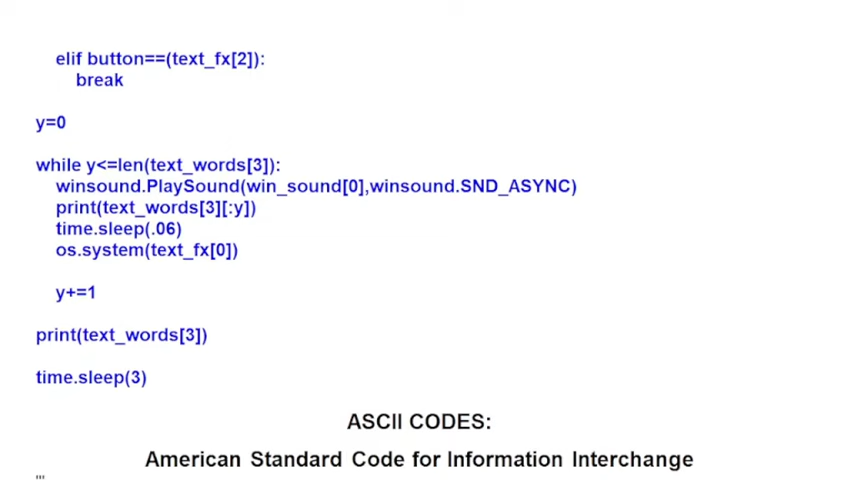 elif button==(text_fx[2]):
break
y=0
while y<=len(text_words[3]):
winsound.PlaySound(win_sound[0],winsound.SND_ASYNC)
print(text_words[3][:y])
time.sleep(.06)
os.system(text_fx[0])
y+=1
print(text_words[3])
time.sleep(3)
ASCII CODES:
American Standard Code for Information Interchange
'''